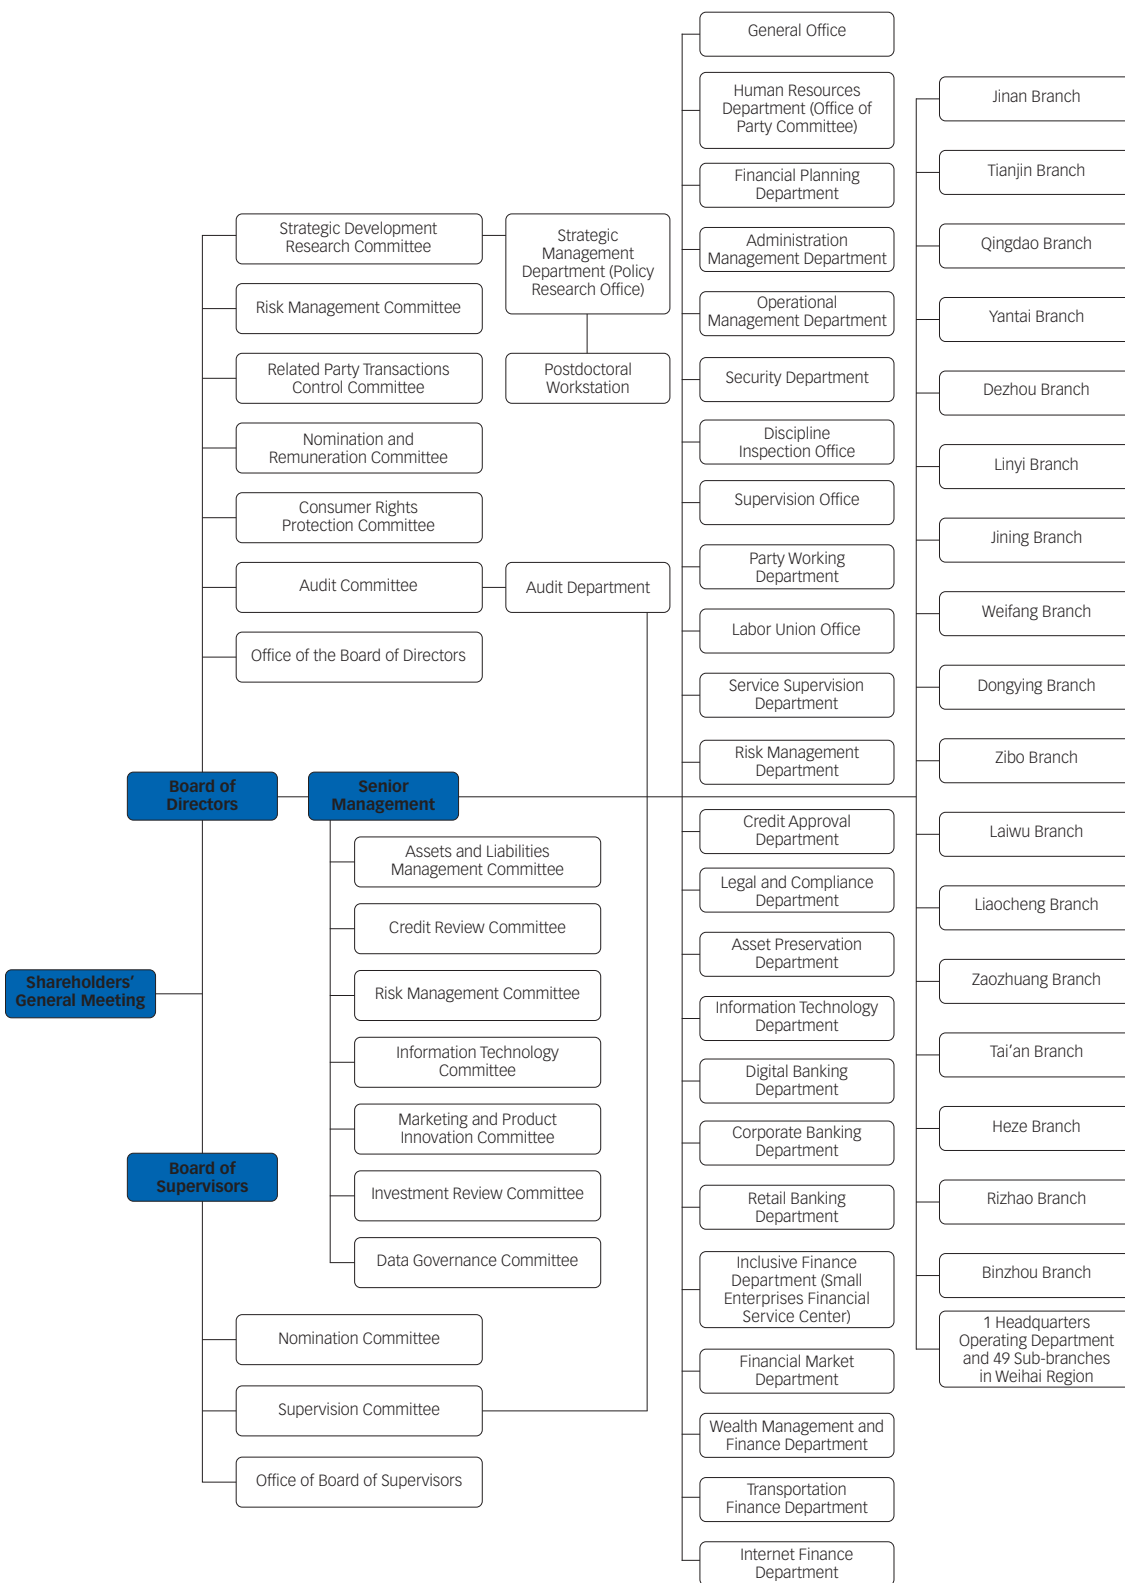 Shareholders'
General Meeting
Board of
Directors
Strategic Development
Research Committee
Strategic
Management
Department (Policy
Research Office)
Postdoctoral
Workstation
Risk Management Committee
Related Party Transactions
Control Committee
Nomination and
Remuneration Committee
Consumer Rights
Protection Committee
Audit Committee
Audit Department
Office of the Board of Directors
Senior
Management
Assets and Liabilities
Management Committee
Credit Review Committee
Risk Management Committee
Information Technology
Committee
Marketing and Product
Innovation Committee
Investment Review Committee
Data Governance Committee
Board of
Supervisors
Nomination Committee
Supervision Committee
Office of Board of Supervisors
General Office
Human Resources
Department (Office of
Party Committee)
Financial Planning
Department
Administration
Management Department
Operational
Management Department
Security Department
Discipline
Inspection Office
Supervision Office
Party Working
Department
Labor Union Office
Service Supervision
Department
Risk Management
Department
Credit Approval
Department
Legal and Compliance
Department
Asset Preservation
Department
Information Technology
Department
Digital Banking
Department
Corporate Banking
Department
Retail Banking
Department
Inclusive Finance
Department (Small
Enterprises Financial
Service Center)
Financial Market
Department
Wealth Management and
Finance Department
Transportation
Finance Department
Internet Finance
Department
Jinan Branch
Tianjin Branch
Qingdao Branch
Yantai Branch
Dezhou Branch
Linyi Branch
Jining Branch
Weifang Branch
Dongying Branch
Zibo Branch
Laiwu Branch
Liaocheng Branch
Zaozhuang Branch
Tai'an Branch
Heze Branch
Rizhao Branch
Binzhou Branch
1 Headquarters
Operating Department
and 49 Sub-branches
in Weihai Region